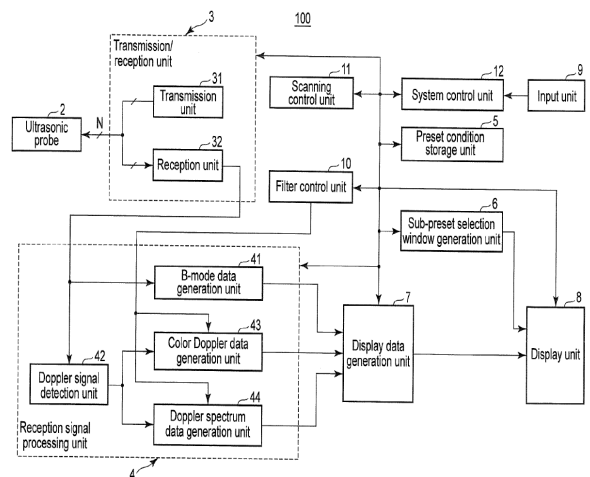 100
3
Transmission/
reception unit
31
Transmission
unit
32
Reception unit
2
Ultrasonic
probe
N
11
Scanning
control unit
12
System control unit
9
Input unit
5
Preset condition
storage unit
10
Filter control unit
6
Sub-preset selection
window generation unit
41
B-mode data
generation unit
43
Color Doppler data
generation unit
42
Doppler signal
detection unit
44
Doppler spectrum
data generation unit
Reception signal
processing unit
4
7
Display data
generation unit
8
Display unit